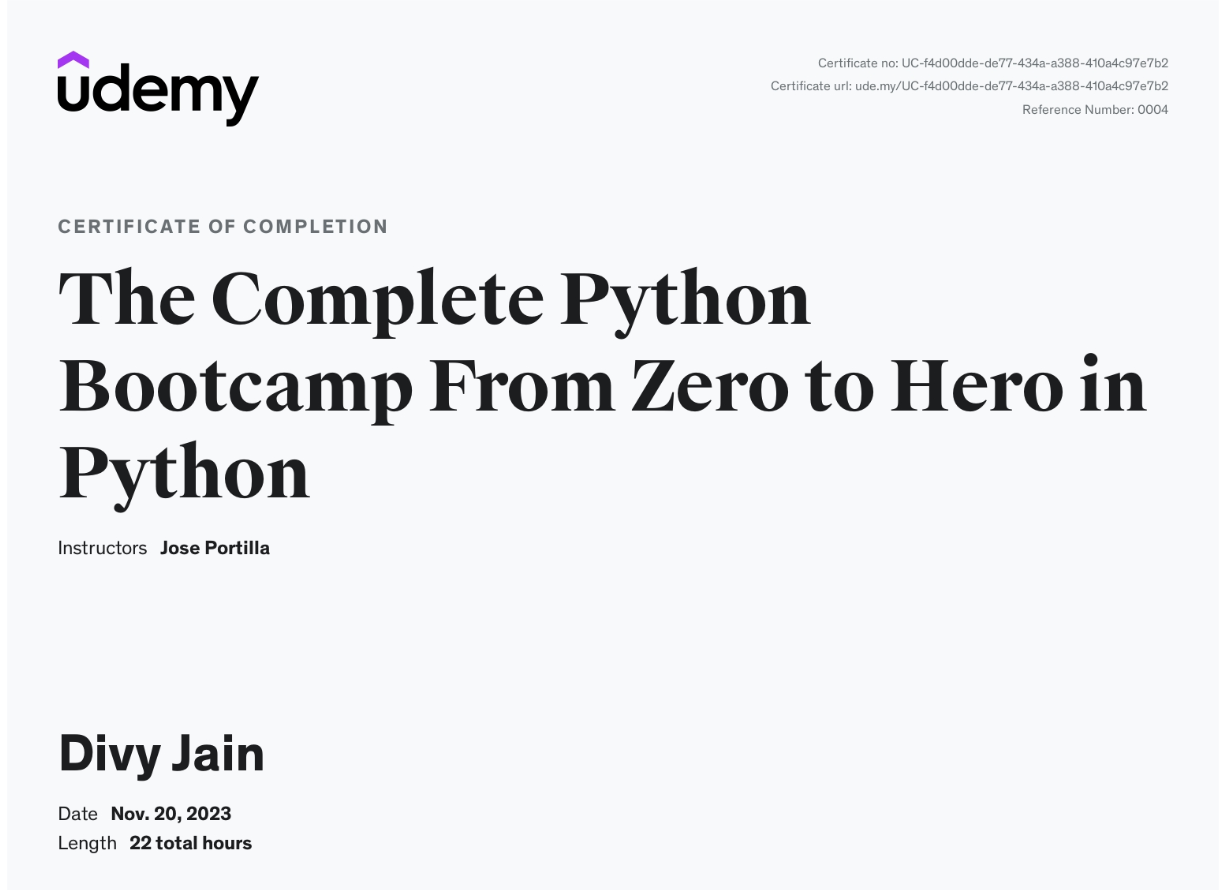 udemy
Certificate no: UC-f4d00dde-de77-434a-a388-410a4c97e7b2
Certificate url: ude.my/UC-f4d00dde-de77-434a-a388-410a4c97e7b2
Reference Number: 0004
CERTIFICATE OF COMPLETION
The Complete Python
Bootcamp From Zero to Hero in
Python
Instructors Jose Portilla
Divy Jain
Date Nov. 20, 2023
Length 22 total hours